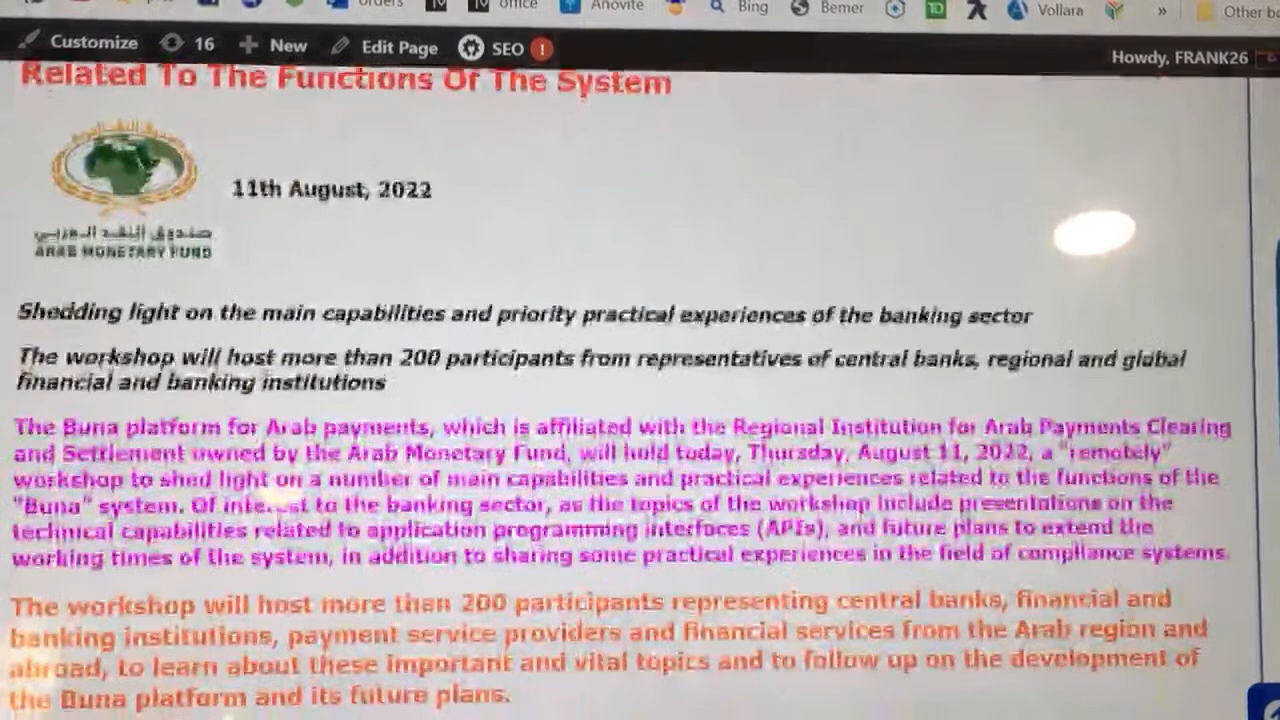 orders
office
Anovite
Bing
Bemer
TD
Vollara
»
Other bo
Customize
16
New
Edit Page
SEO
!
Howdy, FRANK26
Related To The Functions Of The System
11th August, 2022
صندوق النقد العربي
ARAB MONETARY FUND
Shedding light on the main capabilities and priority practical experiences of the banking sector
The workshop will host more than 200 participants from representatives of central banks, regional and global
financial and banking institutions
The Buna platform for Arab payments, which is affiliated with the Regional Institution for Arab Payments Clearing
and Settlement owned by the Arab Monetary Fund, will hold today, Thursday, August 11, 2022, a "remotely"
workshop to shed light on a number of main capabilities and practical experiences related to the functions of the
"Buna" system. Of interest to the banking sector, as the topics of the workshop include presentations on the
technical capabilities related to application programming interfaces (APIs), and future plans to extend the
working times of the system, in addition to sharing some practical experiences in the field of compliance systems.
The workshop will host more than 200 participants representing central banks, financial and
banking institutions, payment service providers and financial services from the Arab region and
abroad, to learn about these important and vital topics and to follow up on the development of
the Buna platform and its future plans.